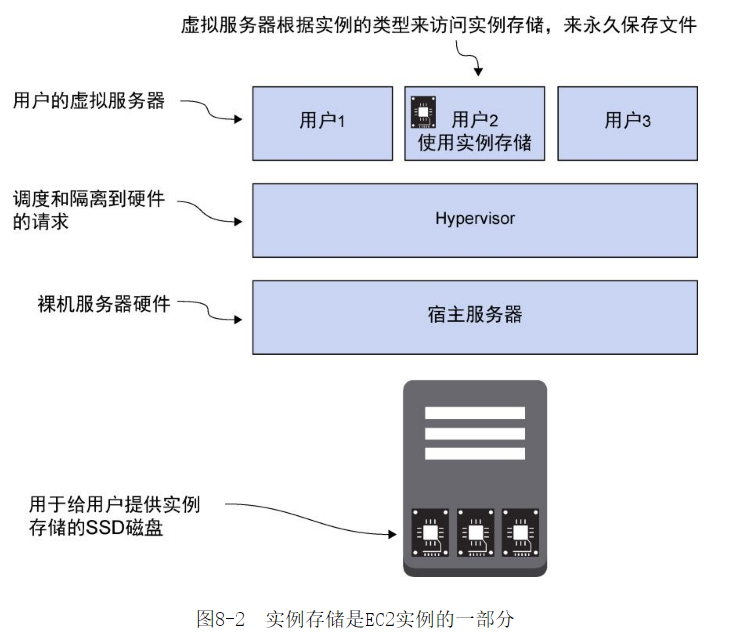 虚拟服务器根据实例的类型来访问实例存储，来永久保存文件
用户的虚拟服务器
用户1
用户2
使用实例存储
用户3
调度和隔离到硬件
的请求
Hypervisor
裸机服务器硬件
宿主服务器
用于给用户提供实例
存储的SSD磁盘
图8-2 实例存储是EC2实例的一部分